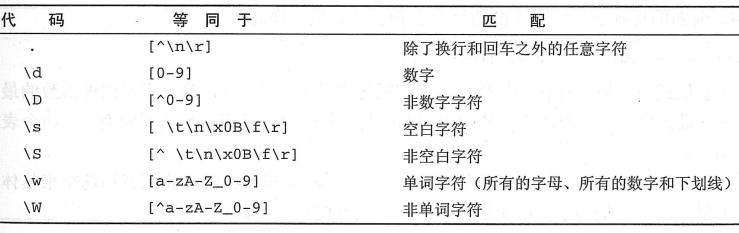 代 码 等 同 于 匹 配
. [^\n\r] 除了换行和回车之外的任意字符
\d [0-9] 数字
\D [^0-9] 非数字字符
\s [ \t\n\x0B\f\r] 空白字符
\S [^ \t\n\x0B\f\r] 非空白字符
\w [a-zA-Z_0-9] 单词字符（所有的字母、所有的数字和下划线）
\W [^a-zA-Z_0-9] 非单词字符